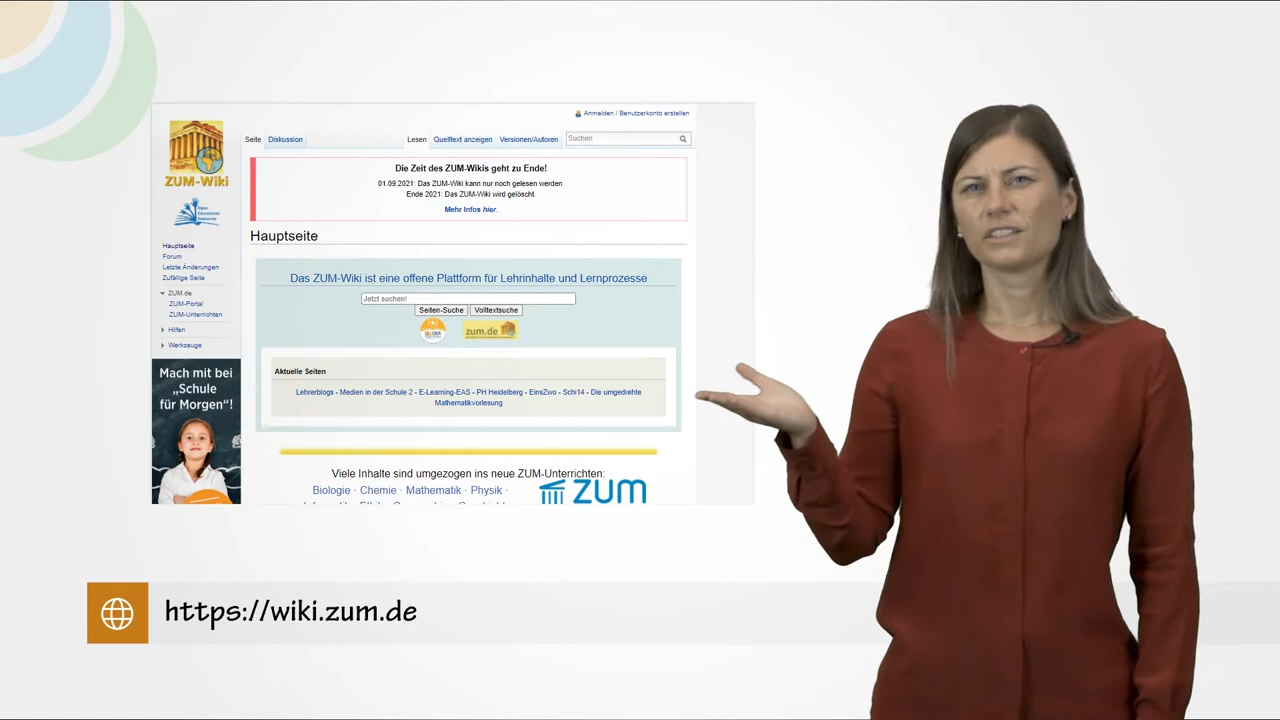 Anmelden / Benutzerkonto erstellen
Seite Diskussion Lesen Quelltext anzeigen Versionen/Autoren Suchen
ZUM-Wiki
Open Educational Resources
Hauptseite
Forum
Letzte Änderungen
Zufällige Seite
ZUM.de
ZUM-Portal
ZUM-Unterrichten
Hilfen
Werkzeuge
Mach mit bei
„Schule
für Morgen"!
Die Zeit des ZUM-Wikis geht zu Ende!
01.09.2021: Das ZUM-Wiki kann nur noch gelesen werden.
Ende 2021: Das ZUM-Wiki wird gelöscht.
Mehr Infos hier.
Hauptseite
Das ZUM-Wiki ist eine offene Plattform für Lehrinhalte und Lernprozesse
Jetzt suchen!
Seiten-Suche Volltextsuche
zum.de
Aktuelle Seiten
Lehrerblogs - Medien in der Schule 2 - E-Learning-EAS - PH Heidelberg - EinsZwo - Schi14 - Die umgedrehte
Mathematikvorlesung
Viele Inhalte sind umgezogen ins neue ZUM-Unterrichten:
Biologie · Chemie · Mathematik · Physik ·
ZUM
https://wiki.zum.de